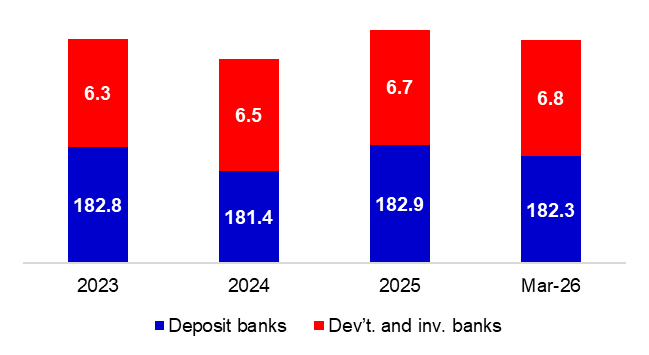 6.3 6.5 6.7 6.8
182.8 181.4 182.9 182.3
2023 2024 2025 Mar-26
Deposit banks Dev't. and inv. banks